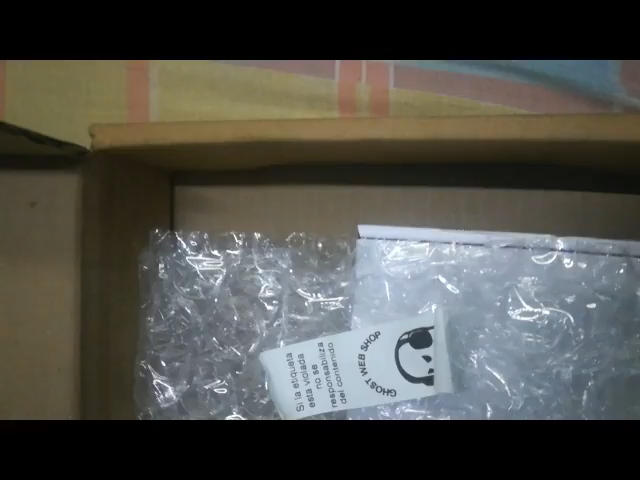 Si la etiqueta
esta violada
no se
responsabiliza
del contenido
GHOST WEB SHOP